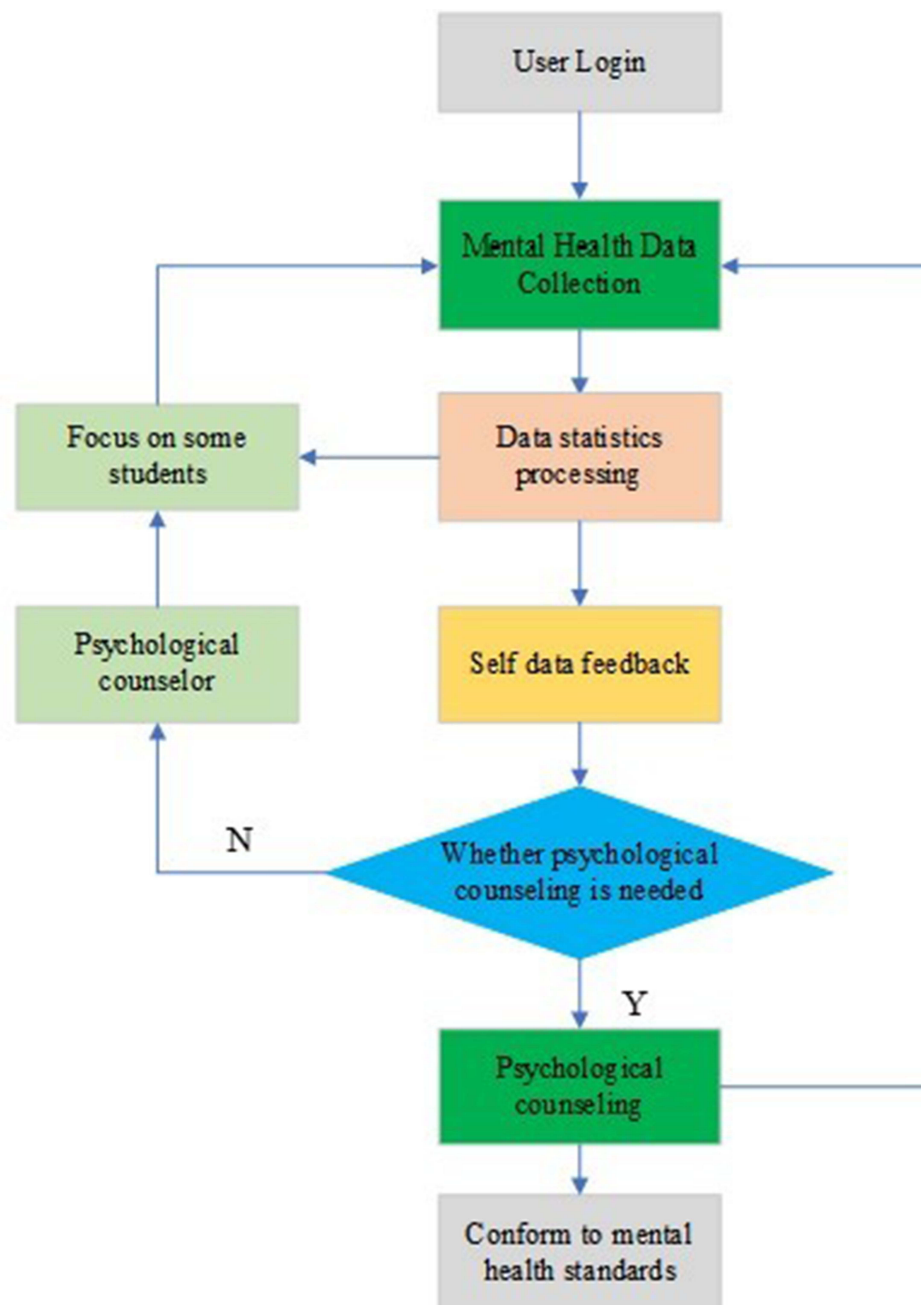 User Login
Mental Health Data
Collection
Focus on some
students
Data statistics
processing
Psychological
counselor
Self data feedback
N
Whether psychological
counseling is needed
Y
Psychological
counseling
Conform to mental
health standards